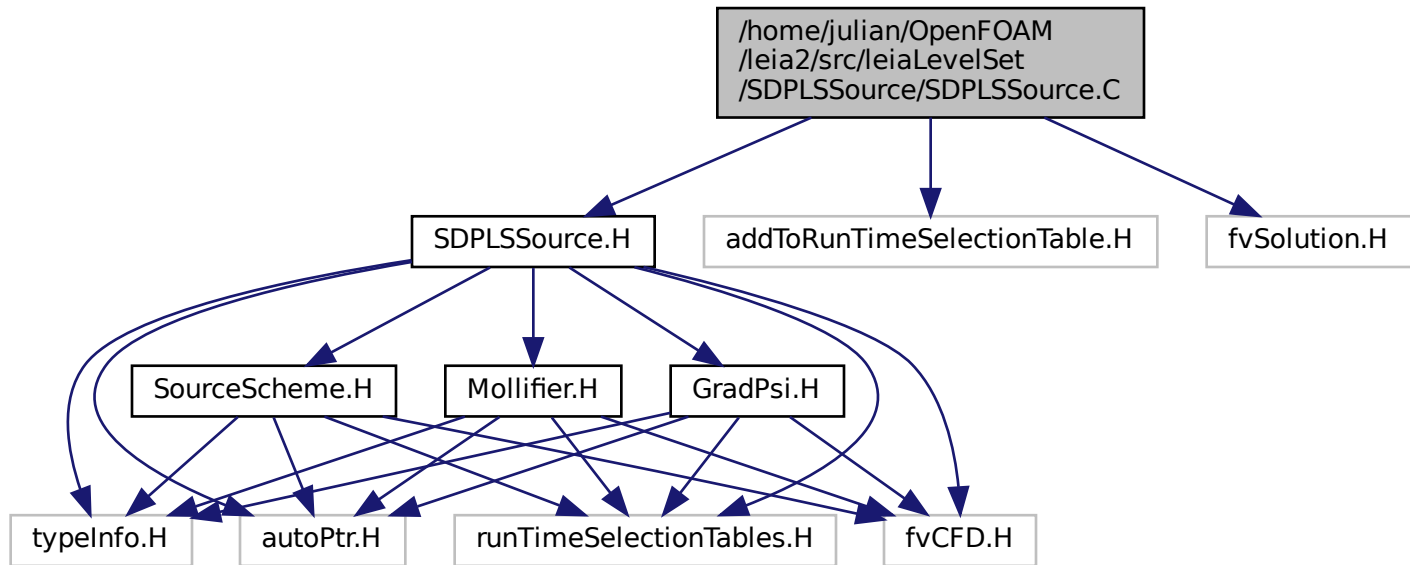 /home/julian/OpenFOAM
/leia2/src/leiaLevelSet
/SDPLSSource/SDPLSSource.C
SDPLSSource.H
addToRunTimeSelectionTable.H
fvSolution.H
SourceScheme.H
Mollifier.H
GradPsi.H
typeInfo.H
autoPtr.H
runTimeSelectionTables.H
fvCFD.H